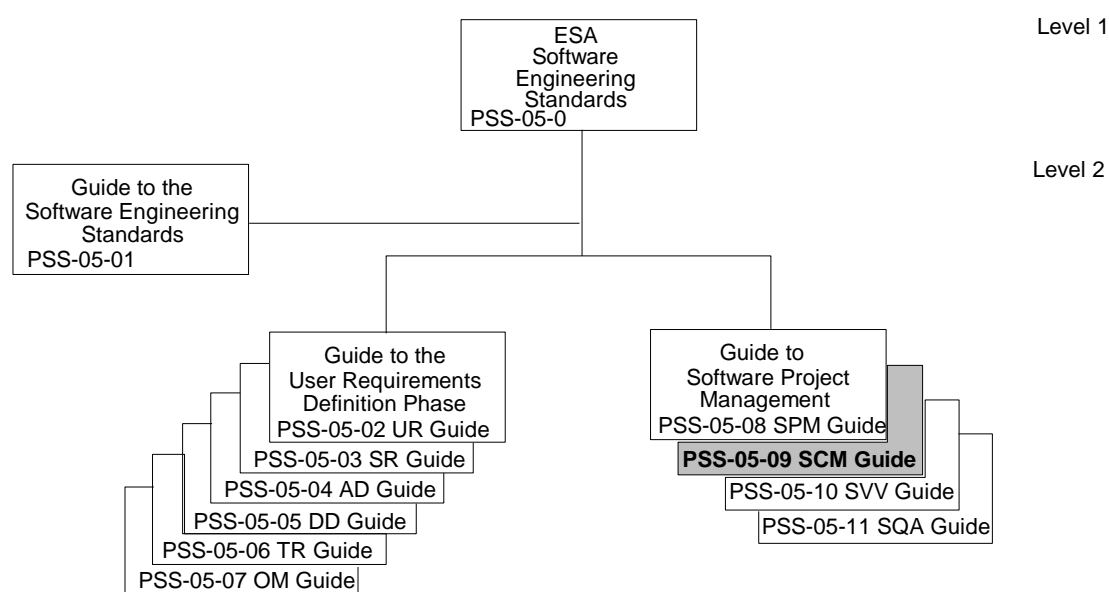 Level 1
ESA
Software
Engineering
Standards
PSS-05-0
Level 2
Guide to the
Software Engineering
Standards
PSS-05-01
Guide to the
User Requirements
Definition Phase
PSS-05-02 UR Guide
PSS-05-03 SR Guide
PSS-05-04 AD Guide
PSS-05-05 DD Guide
PSS-05-06 TR Guide
PSS-05-07 OM Guide
Guide to
Software Project
Management
PSS-05-08 SPM Guide
PSS-05-09 SCM Guide
PSS-05-10 SVV Guide
PSS-05-11 SQA Guide